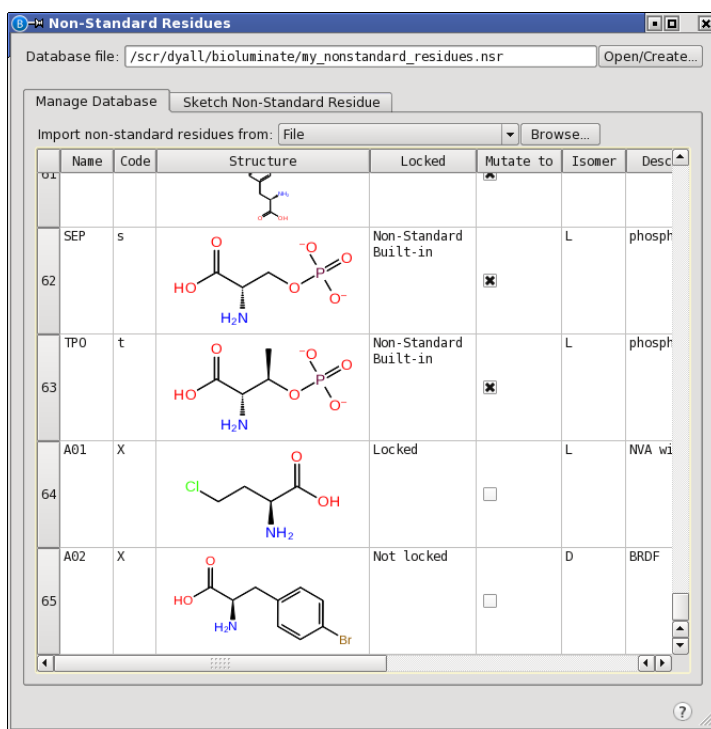 Non-Standard Residues
Database file: /scr/dyall/bioluminate/my_nonstandard_residues.nsr Open/Create...
Manage Database Sketch Non-Standard Residue
Import non-standard residues from: File Browse...
Name Code Structure Locked Mutate to Isomer Desc
61
NH₂
O OH
SEP s Non-Standard L phosph
Built-in
62
O
HO
H₂N
O
⁻O
P
O
O⁻
TPO t Non-Standard L phosph
Built-in
63
O
HO
H₂N
O
⁻O
P
O
O⁻
A01 X Locked L NVA wi
64
Cl
O
OH
NH₂
A02 X Not locked D BRDF
65
O
HO
H₂N
Br
?